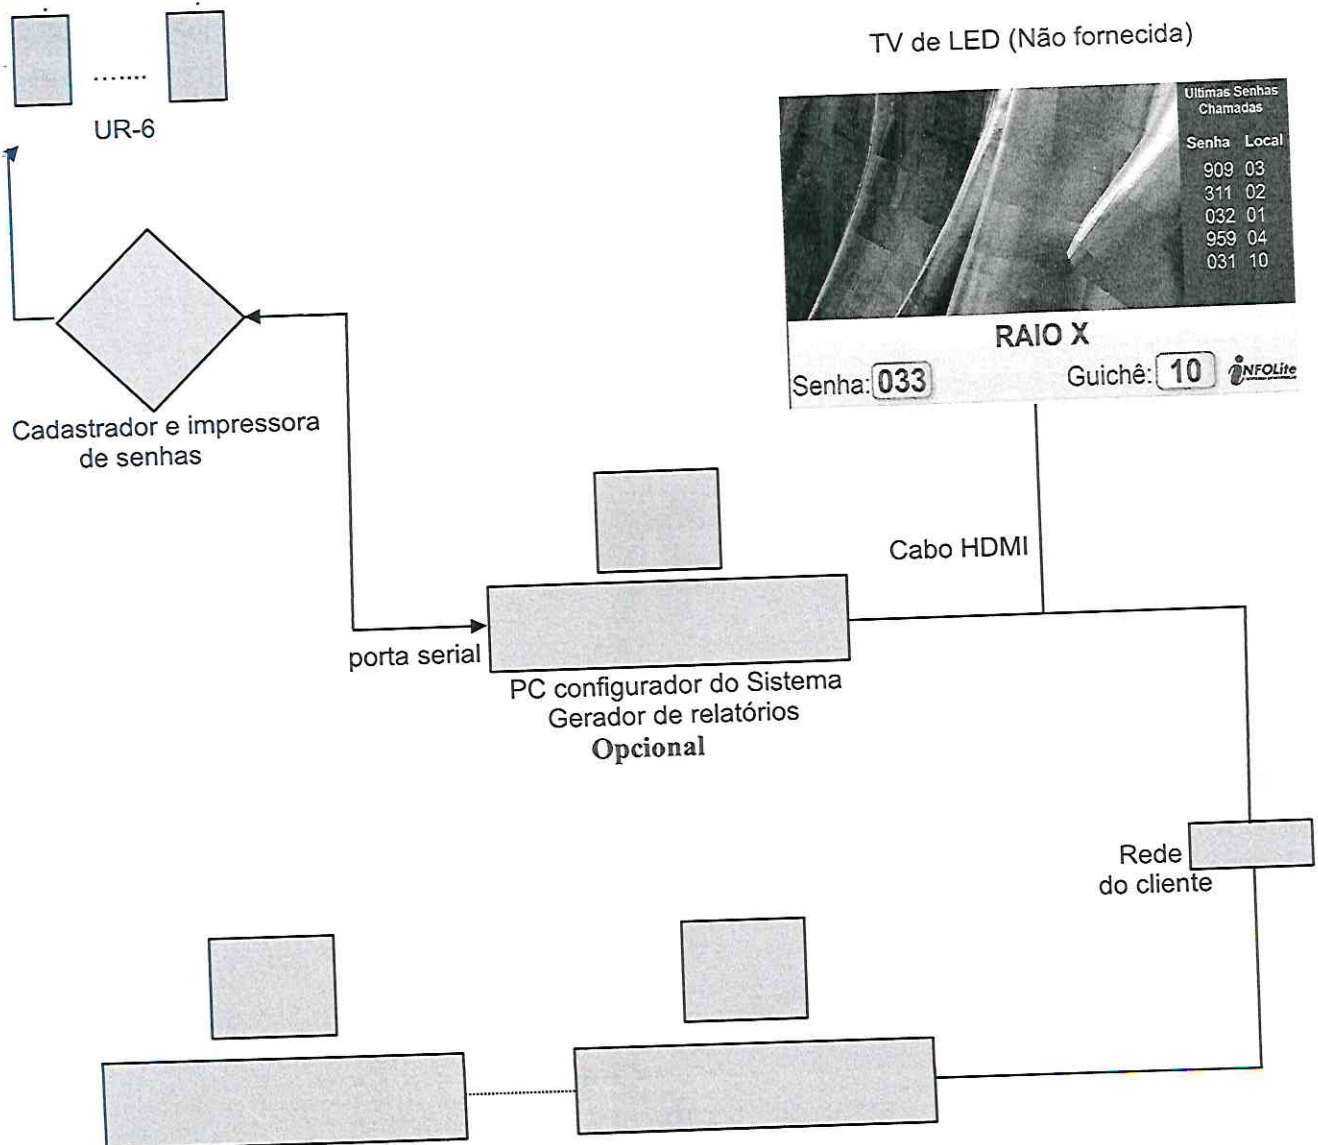 TV de LED (Não fornecida)
.......
UR-6
Ultimas Senhas
Chamadas
Senha Local
909 03
311 02
032 01
959 04
031 10
RAIO X
Senha: 033
Guichê: 10
iNFOLite
Cadastrador e impressora
de senhas
Cabo HDMI
porta serial
PC configurador do Sistema
Gerador de relatórios
Opcional
Rede
do cliente